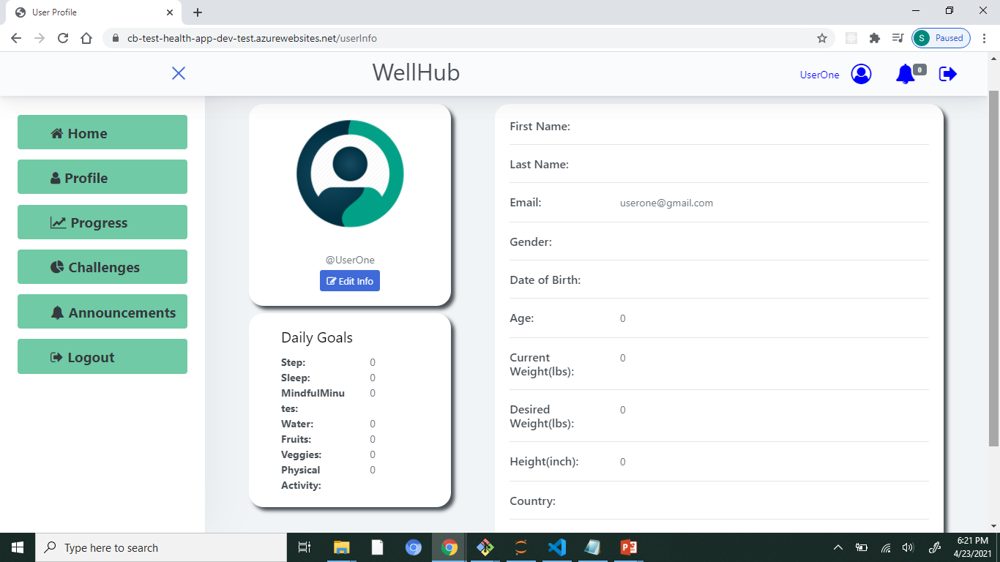 User Profile
cb-test-health-app-dev-test.azurewebsites.net/userInfo
S Paused
WellHub
UserOne
0
Home
Profile
Progress
Challenges
Announcements
Logout
@UserOne
Edit Info
Daily Goals
Step: 0
Sleep: 0
MindfulMinu 0
tes:
Water: 0
Fruits: 0
Veggies: 0
Physical 0
Activity:
First Name:
Last Name:
Email: userone@gmail.com
Gender:
Date of Birth:
Age: 0
Current 0
Weight(lbs):
Desired 0
Weight(lbs):
Height(inch): 0
Country:
Type here to search
6:21 PM
4/23/2021